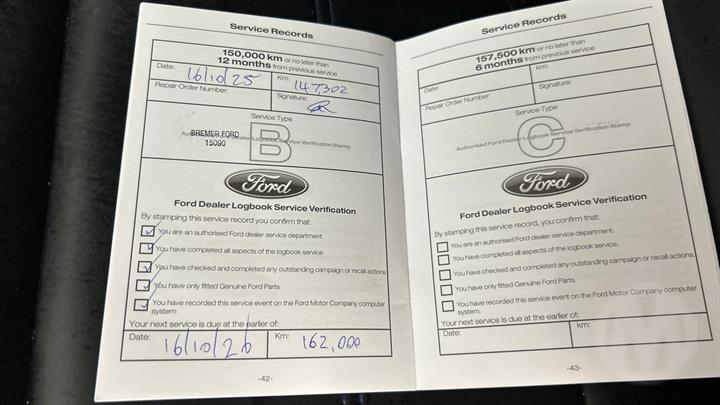 Service Records
150,000 km or no later than
12 months from previous service
Date: 16/10/25
Km: 147,302
Repair Order Number:
Signature:
Service Type
B
Authorised Ford Dealer Logbook Service Verification Stamp
BREMER FORD
15090
Ford
Ford Dealer Logbook Service Verification
By stamping this service record you confirm that:
You are an authorised Ford dealer service department
You have completed all aspects of the logbook service
You have checked and completed any outstanding campaign or recall actions
You have only fitted Genuine Ford Parts
You have recorded this service event on the Ford Motor Company computer
system
Your next service is due at the earlier of:
Date: 16/10/26
Km: 162,000
-42-
Service Records
157,500 km or no later than
6 months from previous service
Date:
km:
Repair Order Number:
Signature:
Service Type
C
Authorised Ford Dealer Logbook Service Verification Stamp
Ford
Ford Dealer Logbook Service Verification
By stamping this service record, you confirm that:
You are an authorised Ford dealer service department.
You have completed all aspects of the logbook service.
You have checked and completed any outstanding campaign or recall actions.
You have only fitted Genuine Ford Parts.
You have recorded this service event on the Ford Motor Company computer
system.
Your next service is due at the earlier of:
Date:
km:
-43-